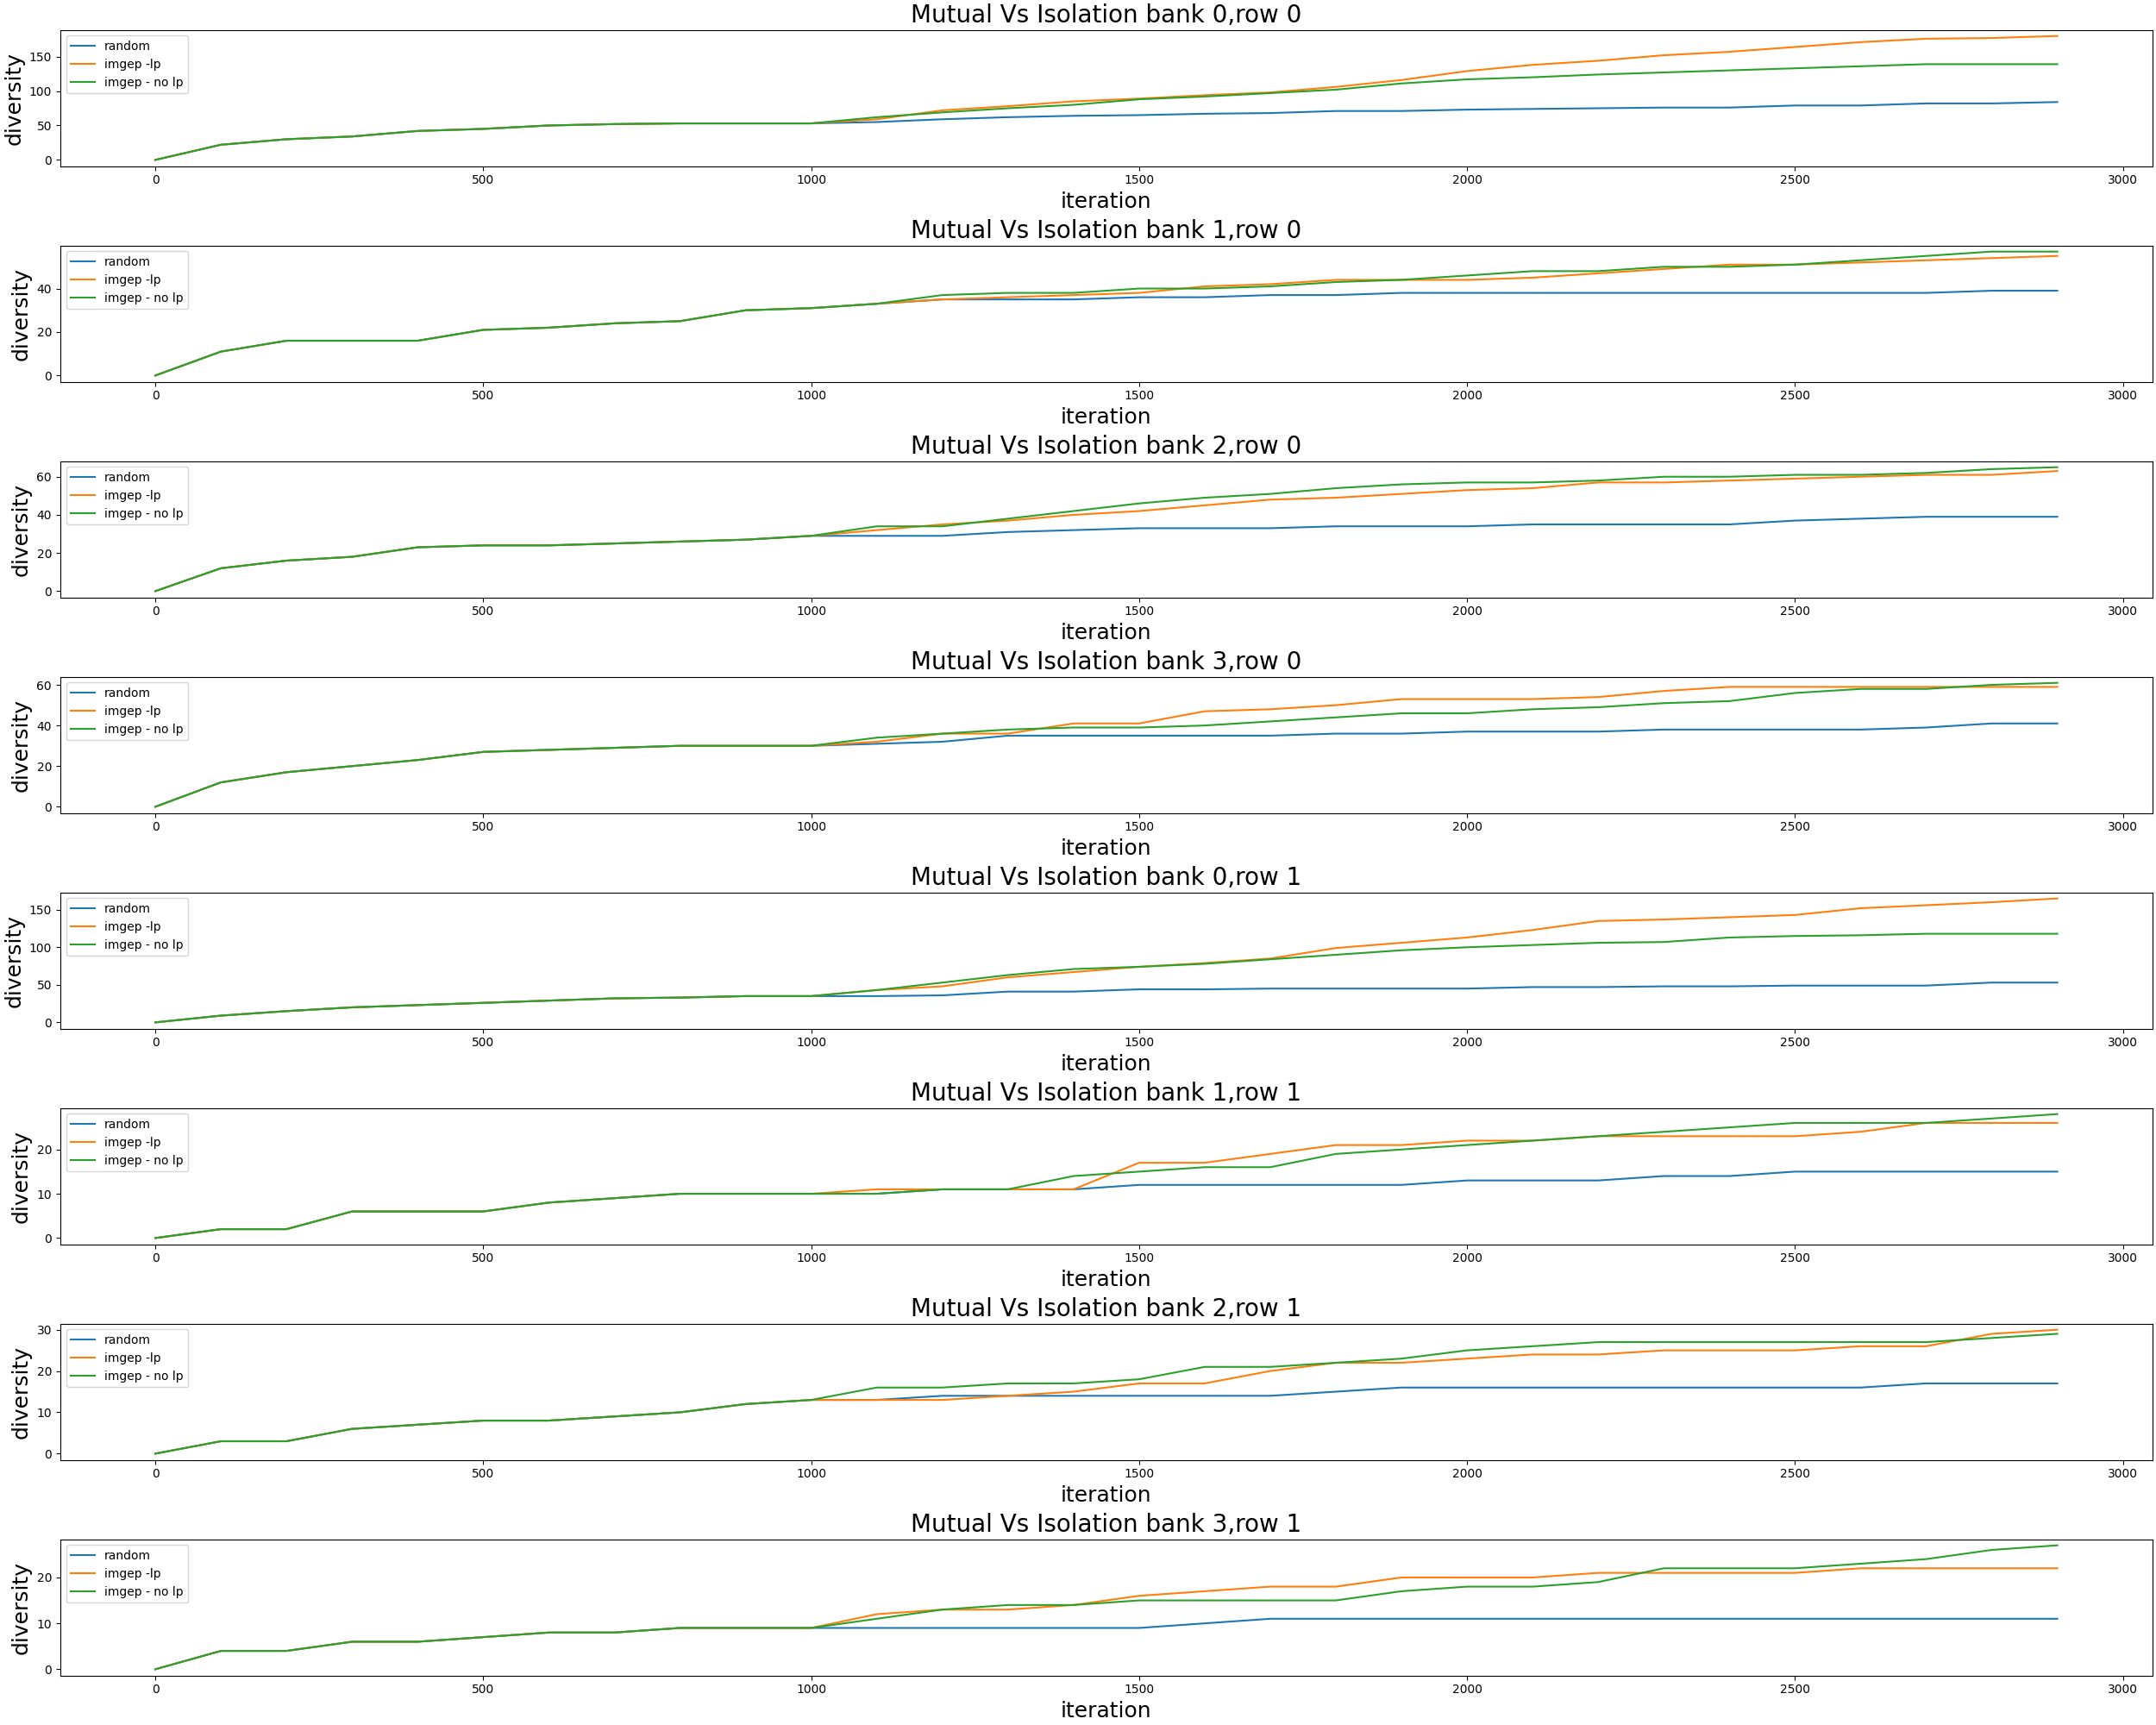 Mutual Vs Isolation bank 0,row 0
diversity
150
100
50
0
random
imgep -lp
imgep - no lp
0 500 1000 1500 2000 2500 3000
iteration
Mutual Vs Isolation bank 1,row 0
diversity
40
20
0
random
imgep -lp
imgep - no lp
0 500 1000 1500 2000 2500 3000
iteration
Mutual Vs Isolation bank 2,row 0
diversity
60
40
20
0
random
imgep -lp
imgep - no lp
0 500 1000 1500 2000 2500 3000
iteration
Mutual Vs Isolation bank 3,row 0
diversity
60
40
20
0
random
imgep -lp
imgep - no lp
0 500 1000 1500 2000 2500 3000
iteration
Mutual Vs Isolation bank 0,row 1
diversity
150
100
50
0
random
imgep -lp
imgep - no lp
0 500 1000 1500 2000 2500 3000
iteration
Mutual Vs Isolation bank 1,row 1
diversity
20
10
0
random
imgep -lp
imgep - no lp
0 500 1000 1500 2000 2500 3000
iteration
Mutual Vs Isolation bank 2,row 1
diversity
30
20
10
0
random
imgep -lp
imgep - no lp
0 500 1000 1500 2000 2500 3000
iteration
Mutual Vs Isolation bank 3,row 1
diversity
20
10
0
random
imgep -lp
imgep - no lp
0 500 1000 1500 2000 2500 3000
iteration